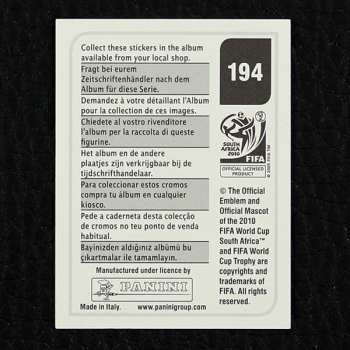 Collect these stickers in the album
available from your local shop.
Fragt bei eurem
Zeitschriftenhändler nach dem
Album für diese Serie.
Demandez à votre détaillant l'Album
pour la collection de ces images.
Chiedete al vostro rivenditore
l'album per la raccolta di queste
figurine.
Het album en de andere
plaatjes zijn verkrijgbaar bij de
tijdschrifthandelaar.
Para coleccionar estos cromos
compra tu álbum en cualquier
kiosco.
Pede a caderneta desta colecção
de cromos no teu ponto de venda
habitual.
Bayinizden aldığınız albümü bu
çıkartmalar ile tamamlayın.
Manufactured under licence by
PANINI
Made in Italy. www.paninigroup.com
194
SOUTH AFRICA
2010
FIFA
OFFICIAL LICENSED
PRODUCT
© 2005 FIFA TM
© The Official
Emblem and
Official Mascot
of the 2010
FIFA World Cup
South Africa™
and FIFA World
Cup Trophy are
copyrights and
trademarks of
FIFA. All rights
reserved.